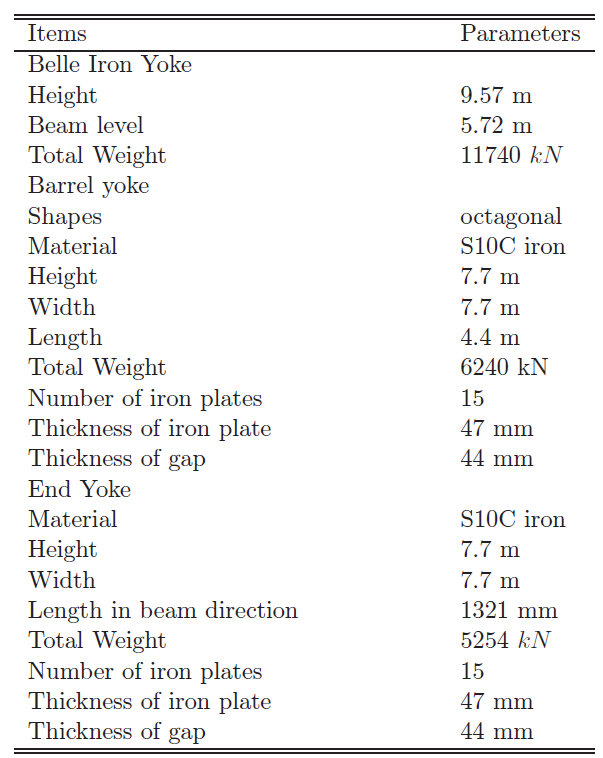 Items Parameters
Belle Iron Yoke
Height 9.57 m
Beam level 5.72 m
Total Weight 11740 kN
Barrel yoke
Shapes octagonal
Material S10C iron
Height 7.7 m
Width 7.7 m
Length 4.4 m
Total Weight 6240 kN
Number of iron plates 15
Thickness of iron plate 47 mm
Thickness of gap 44 mm
End Yoke
Material S10C iron
Height 7.7 m
Width 7.7 m
Length in beam direction 1321 mm
Total Weight 5254 kN
Number of iron plates 15
Thickness of iron plate 47 mm
Thickness of gap 44 mm